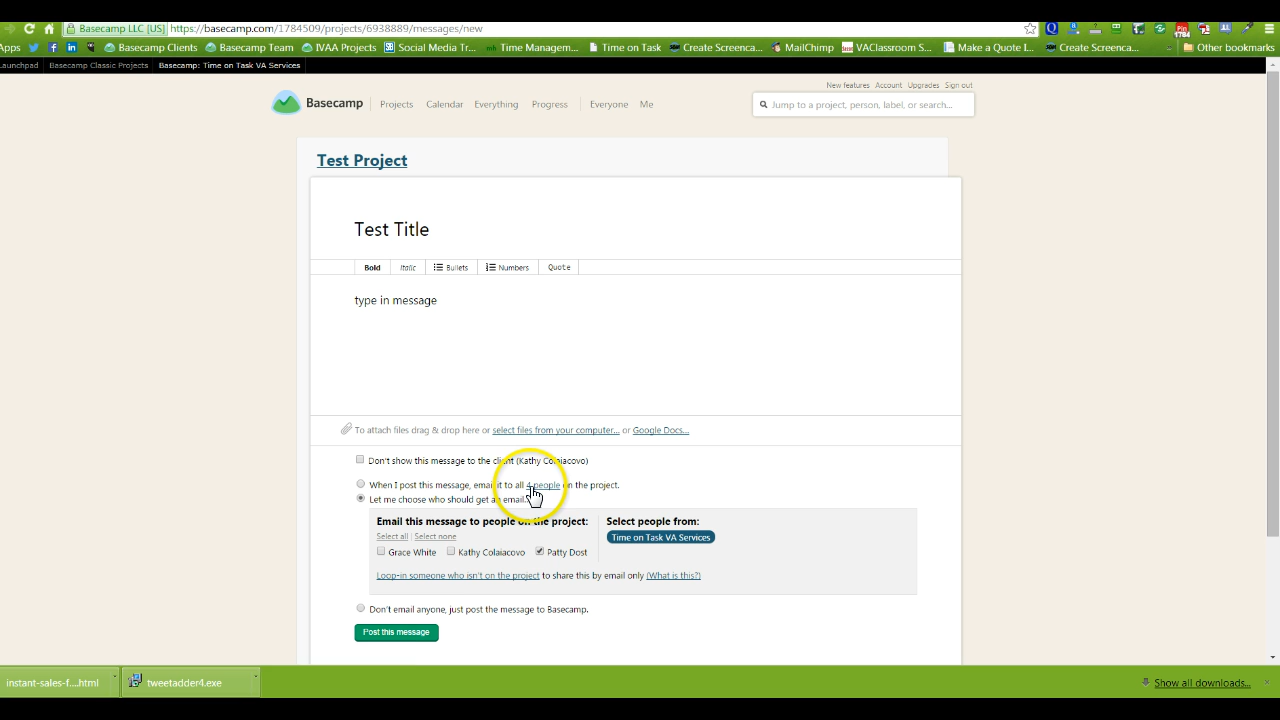 Basecamp LLC [US] https://basecamp.com/1784509/projects/6938889/messages/new
Apps Basecamp Clients Basecamp Team IVAA Projects Social Media Tr... Time Managem... Time on Task Create Screenca... MailChimp VAClassroom S... Make a Quote I... Create Screenca... Other bookmarks
Launchpad Basecamp Classic Projects Basecamp: Time on Task VA Services
New features Account Upgrades Sign out
Basecamp Projects Calendar Everything Progress Everyone Me Jump to a project, person, label, or search...
Test Project
Test Title
Bold Italic Bullets Numbers Quote
type in message
To attach files drag & drop here or select files from your computer... or Google Docs...
Don't show this message to the client (Kathy Colaiacovo)
When I post this message, email it to all 4 people on the project.
Let me choose who should get an email...
Email this message to people on the project: Select people from:
Select all | Select none Time on Task VA Services
Grace White Kathy Colaiacovo Patty Dost
Loop-in someone who isn't on the project to share this by email only (What is this?)
Don't email anyone, just post the message to Basecamp.
Post this message
instant-sales-f....html tweetadder4.exe Show all downloads...